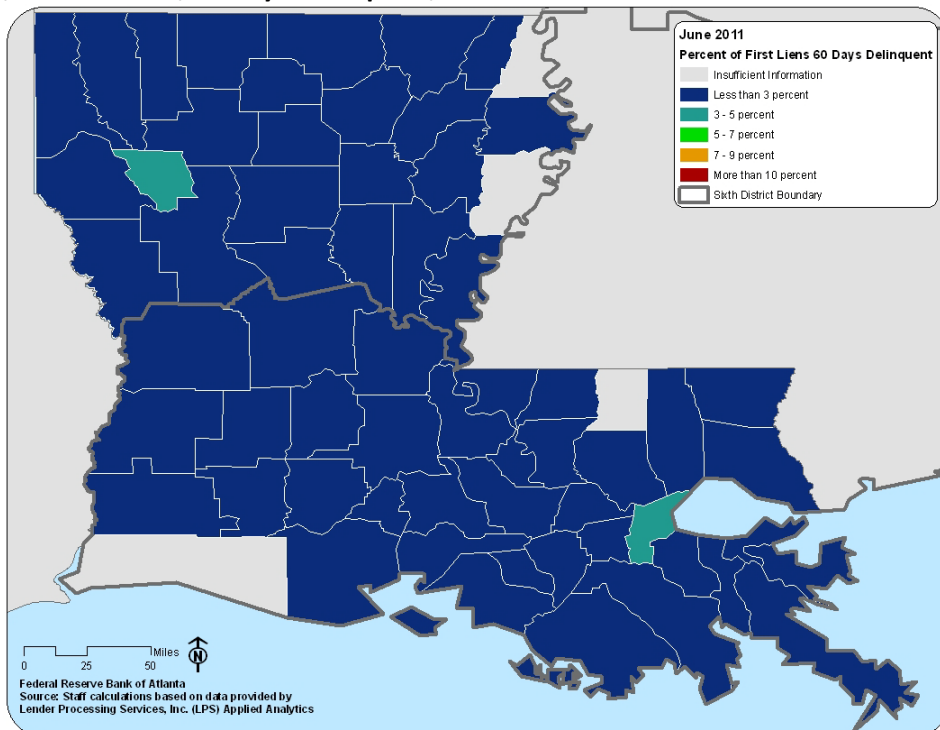 June 2011
Percent of First Liens 60 Days Delinquent
Insufficient Information
Less than 3 percent
3 - 5 percent
5 - 7 percent
7 - 9 percent
More than 10 percent
Sixth District Boundary
Miles
0 25 50
N
Federal Reserve Bank of Atlanta
Source: Staff calculations based on data provided by
Lender Processing Services, Inc. (LPS) Applied Analytics